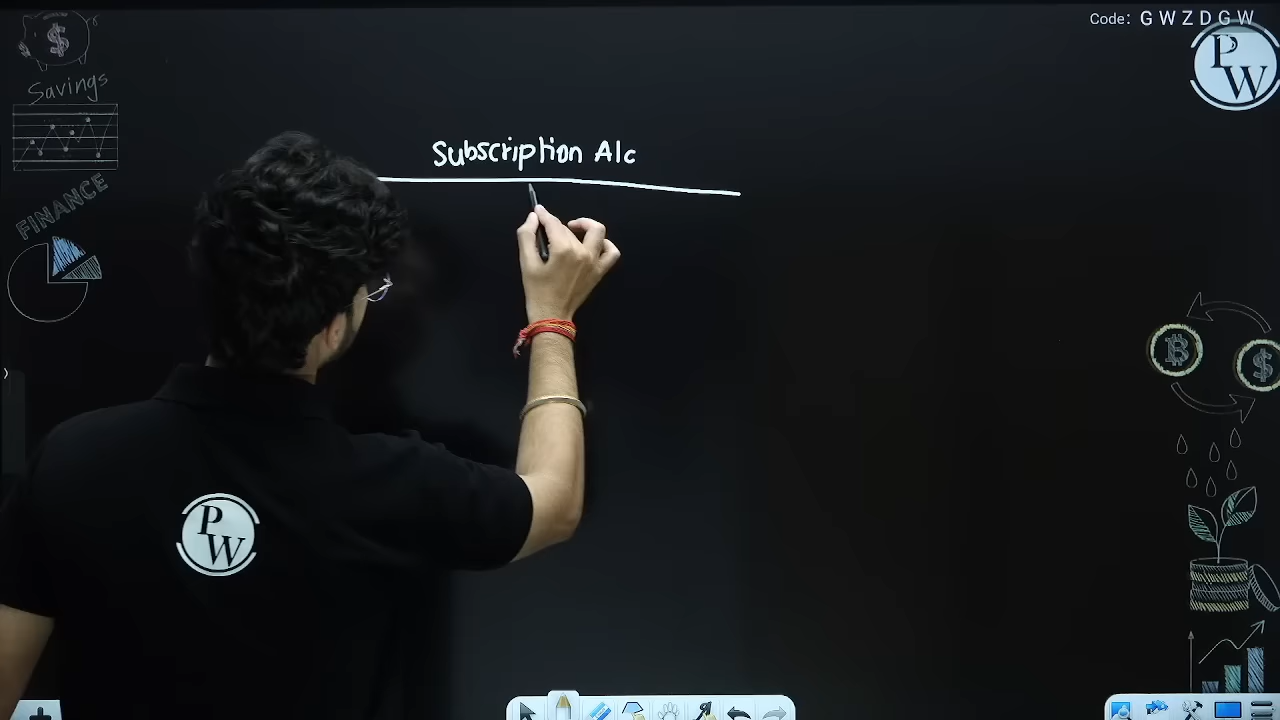 Code: G W Z D G W
P W
Savings
Subscription A/c
FINANCE
P W